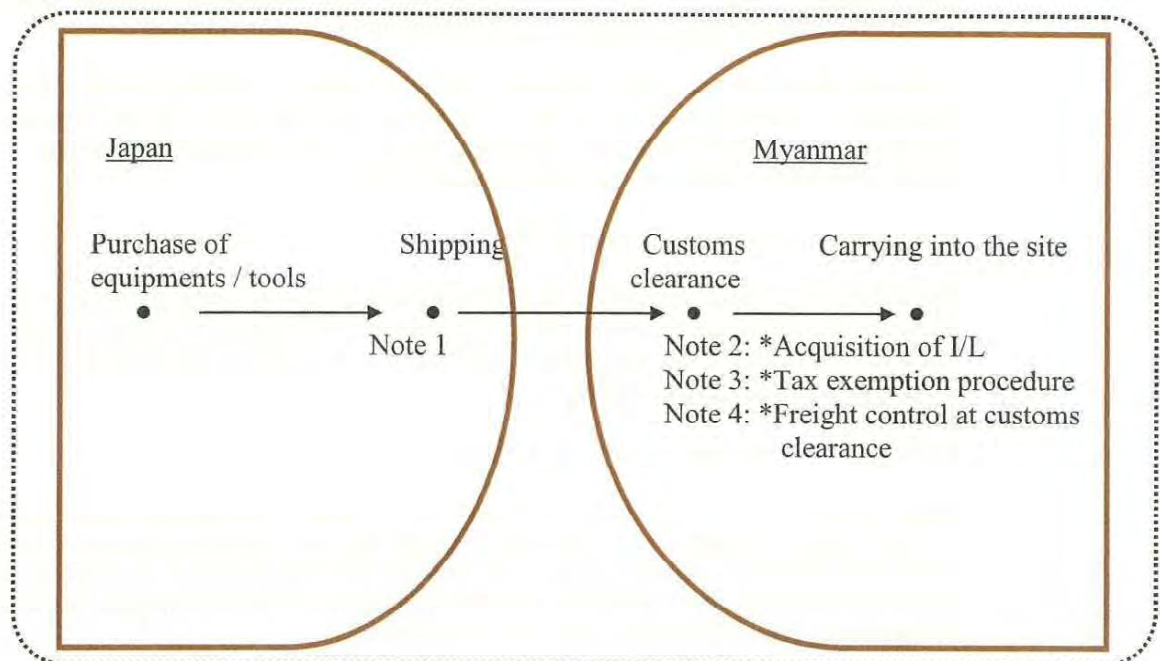 Japan
Myanmar
Purchase of
equipments / tools
Shipping
Customs
clearance
Carrying into the site
Note 1
Note 2: *Acquisition of I/L
Note 3: *Tax exemption procedure
Note 4: *Freight control at customs
clearance